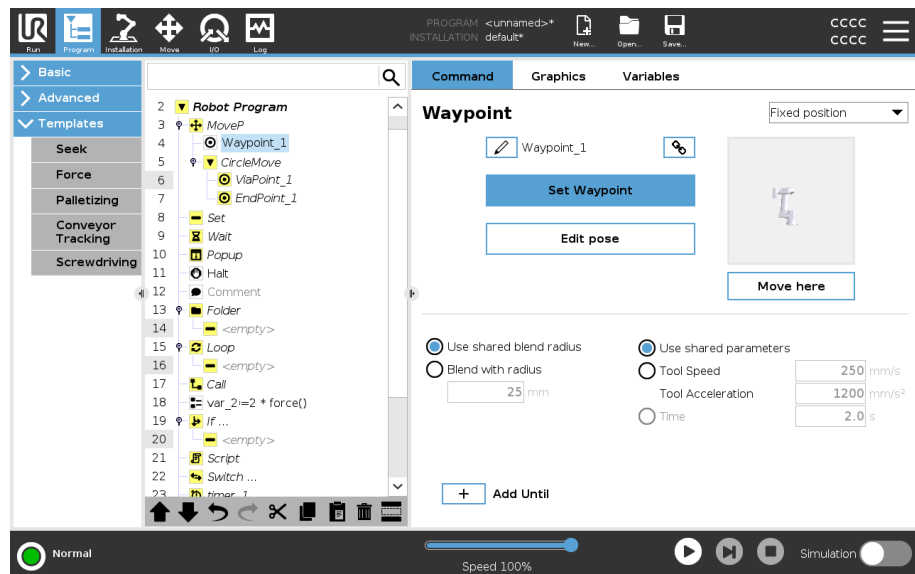 PROGRAM <unnamed>*
INSTALLATION default*
UR
Run
Program
Installation
Move
I/O
Log
New...
Open...
Save...
CCCC
CCCC
Basic
Advanced
Templates
Seek
Force
Palletizing
Conveyor
Tracking
Screwdriving
2 Robot Program
3 MoveP
4 Waypoint_1
5 CircleMove
6 ViaPoint_1
7 EndPoint_1
8 Set
9 Wait
10 Popup
11 Halt
12 Comment
13 Folder
14 <empty>
15 Loop
16 <empty>
17 Call
18 var_2:=2 * force()
19 If ...
20 <empty>
21 Script
22 Switch ...
23 timer_1
Command Graphics Variables
Waypoint
Fixed position
Waypoint_1
Set Waypoint
Edit pose
Move here
Use shared blend radius
Blend with radius
25 mm
Use shared parameters
Tool Speed 250 mm/s
Tool Acceleration 1200 mm/s²
Time 2.0 s
+ Add Until
Normal
Speed 100%
Simulation